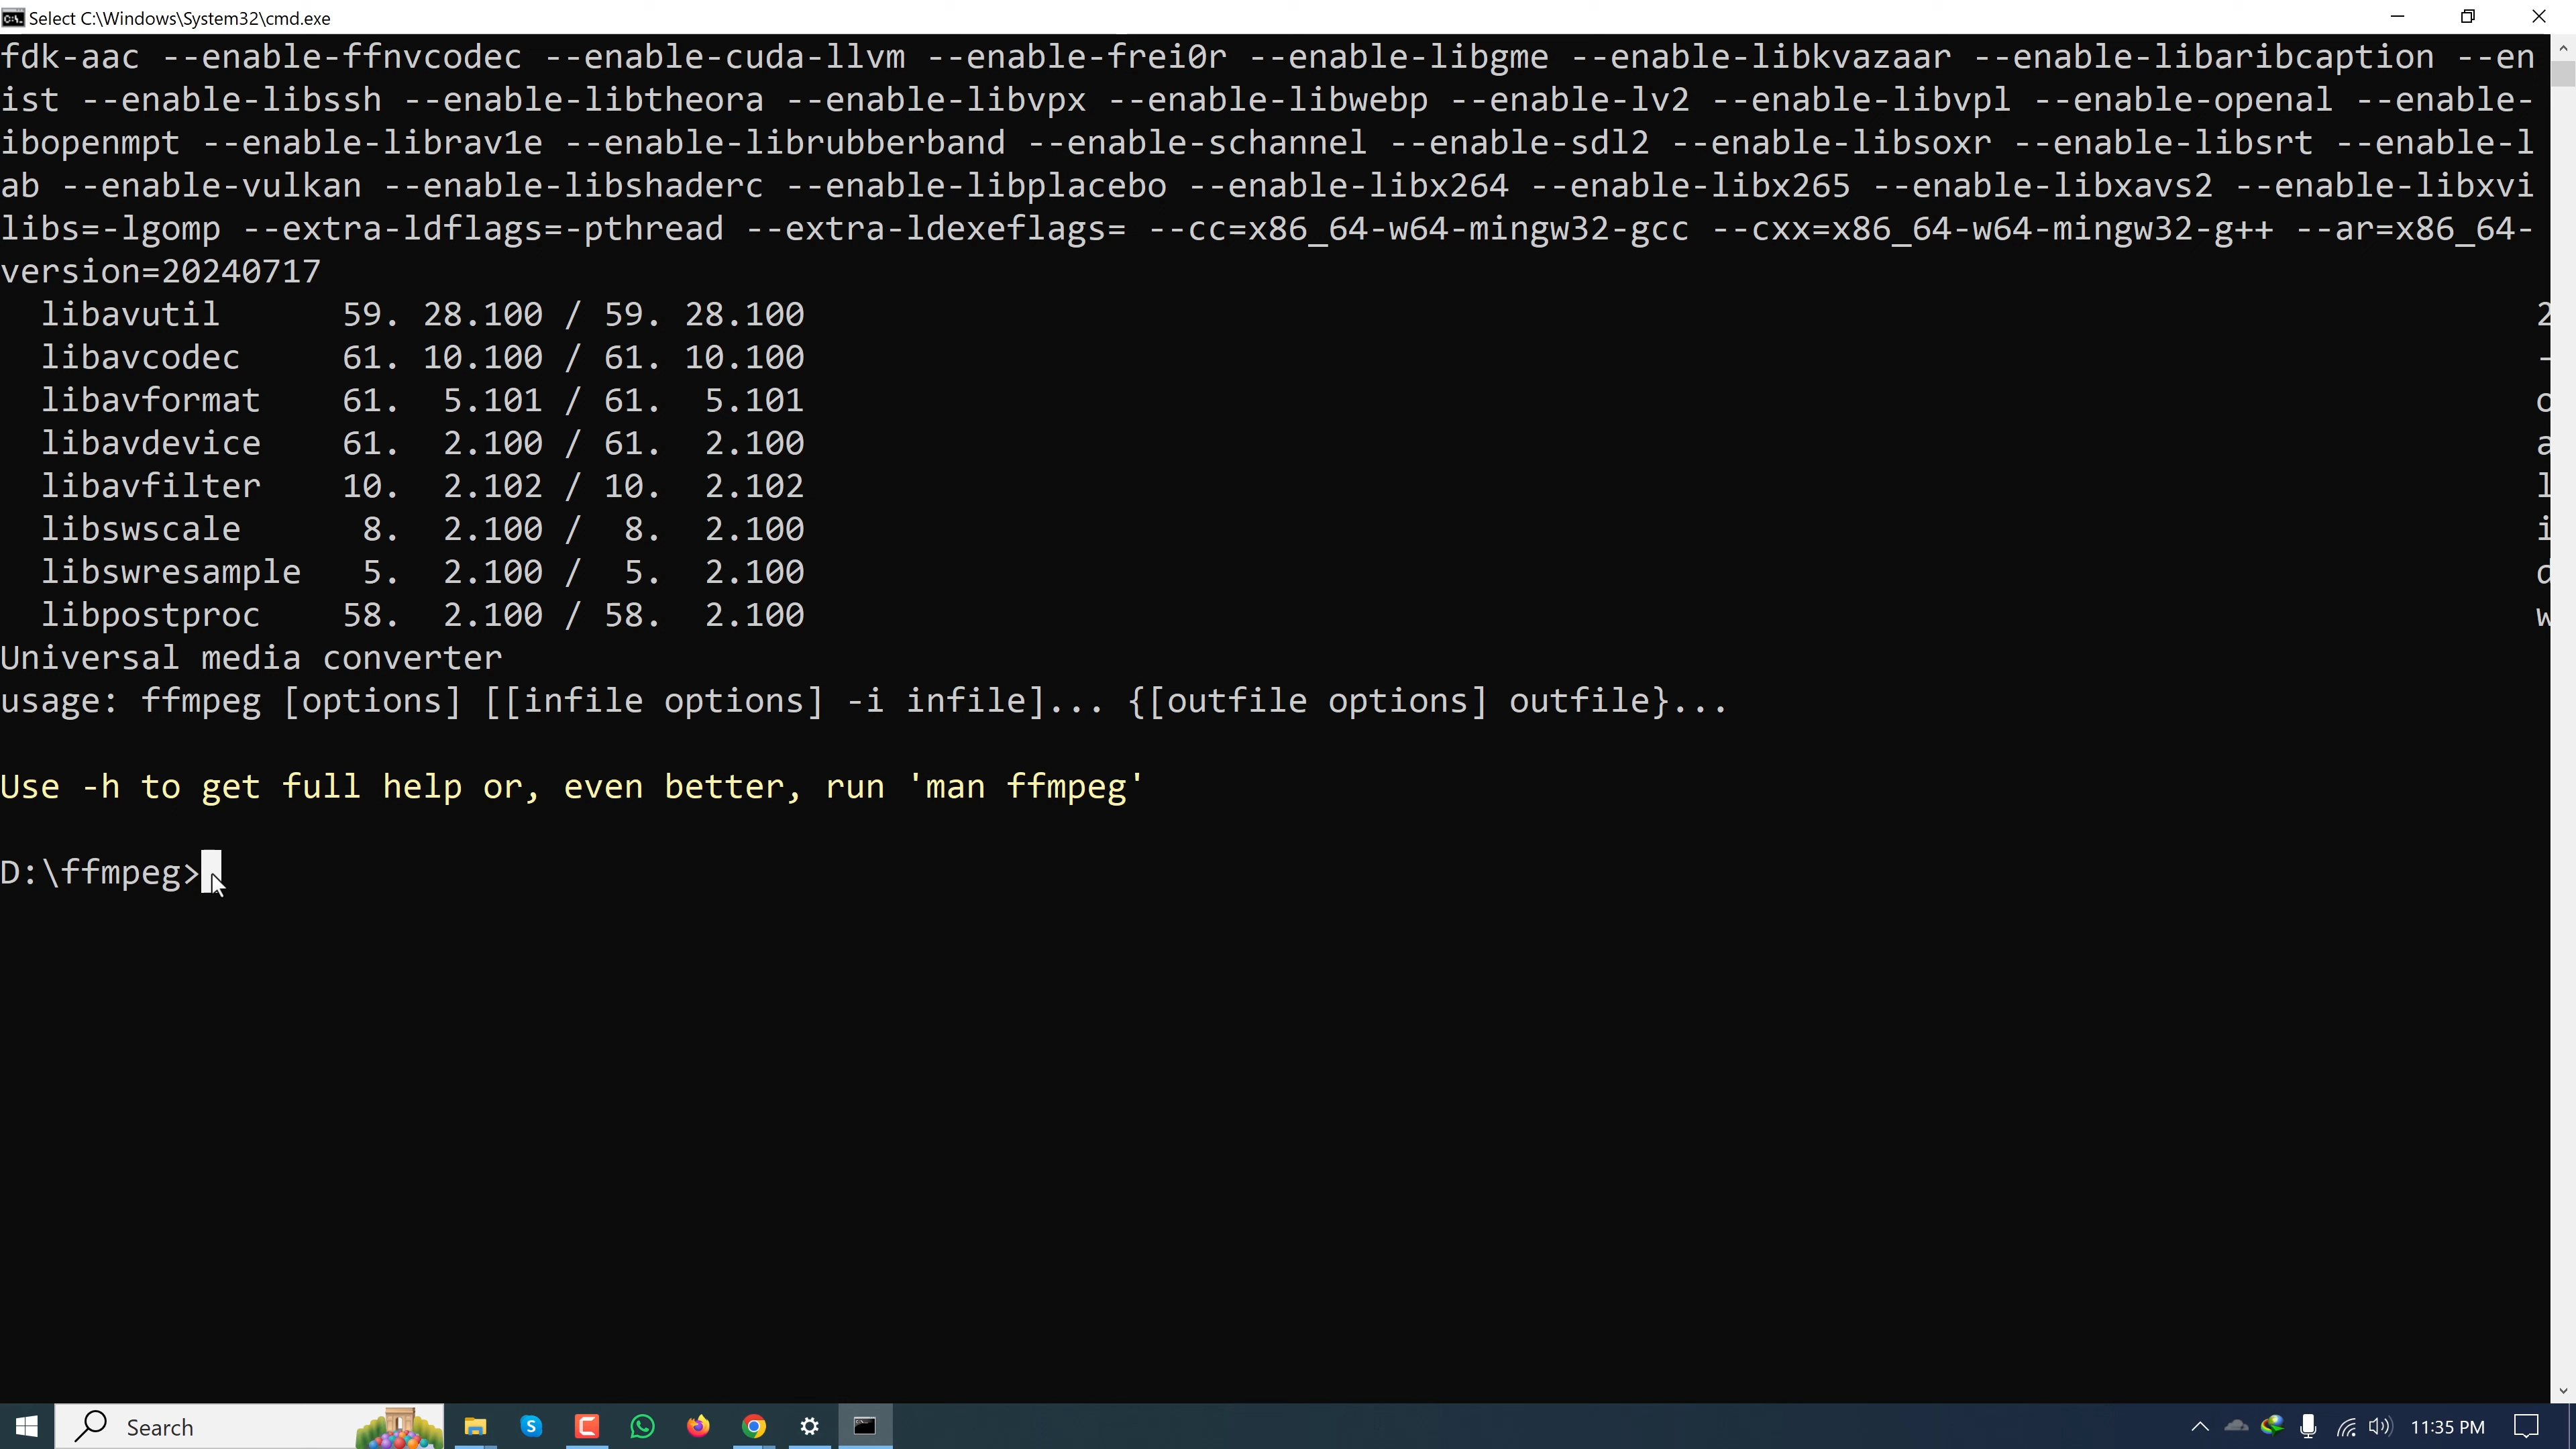 Select C:\Windows\System32\cmd.exe
fdk-aac --enable-ffnvcodec --enable-cuda-llvm --enable-frei0r --enable-libgme --enable-libkvazaar --enable-libaribcaption --en
ist --enable-libssh --enable-libtheora --enable-libvpx --enable-libwebp --enable-lv2 --enable-libvpl --enable-openal --enable-
ibopenmpt --enable-librav1e --enable-librubberband --enable-schannel --enable-sdl2 --enable-libsoxr --enable-libsrt --enable-l
ab --enable-vulkan --enable-libshaderc --enable-libplacebo --enable-libx264 --enable-libx265 --enable-libxavs2 --enable-libxvi
libs=-lgomp --extra-ldflags=-pthread --extra-ldexeflags= --cc=x86_64-w64-mingw32-gcc --cxx=x86_64-w64-mingw32-g++ --ar=x86_64-
version=20240717
libavutil 59. 28.100 / 59. 28.100 2
libavcodec 61. 10.100 / 61. 10.100 -
libavformat 61. 5.101 / 61. 5.101 o
libavdevice 61. 2.100 / 61. 2.100 a
libavfilter 10. 2.102 / 10. 2.102 l
libswscale 8. 2.100 / 8. 2.100 i
libswresample 5. 2.100 / 5. 2.100 d
libpostproc 58. 2.100 / 58. 2.100 w
Universal media converter
usage: ffmpeg [options] [[infile options] -i infile]... {[outfile options] outfile}...
Use -h to get full help or, even better, run 'man ffmpeg'
D:\ffmpeg>
Search
11:35 PM